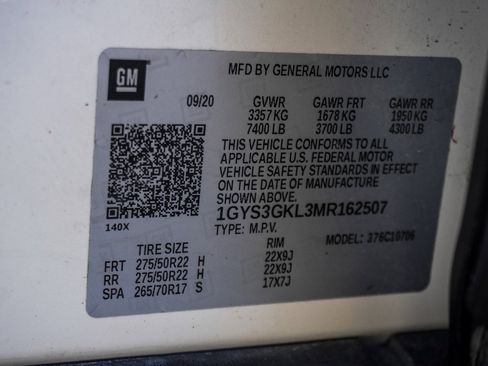 GM
MFD BY GENERAL MOTORS LLC
09/20 GVWR GAWR FRT GAWR RR
3357 KG 1678 KG 1950 KG
7400 LB 3700 LB 4300 LB
THIS VEHICLE CONFORMS TO ALL
APPLICABLE U.S. FEDERAL MOTOR
VEHICLE SAFETY STANDARDS IN EFFECT
ON THE DATE OF MANUFACTURE
SHOWN ABOVE.
1GYS3GKL3MR162507
140X TYPE: M.P.V. MODEL: 376C10706
TIRE SIZE RIM
FRT 275/50R22 H 22X9J
RR 275/50R22 H 22X9J
SPA 265/70R17 S 17X7J